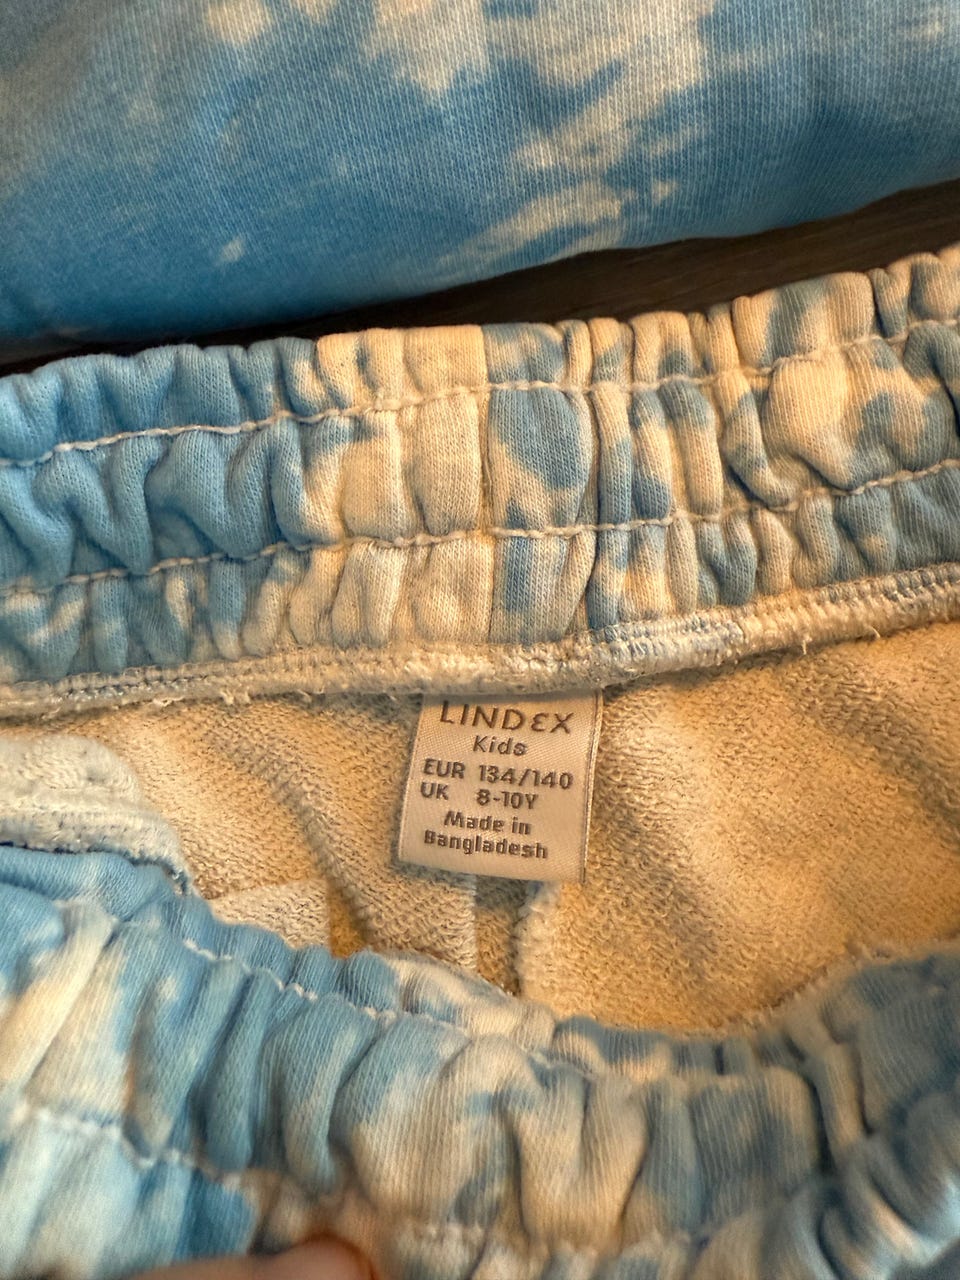 LINDEX
Kids
EUR 134/140
UK 8-10Y
Made in
Bangladesh